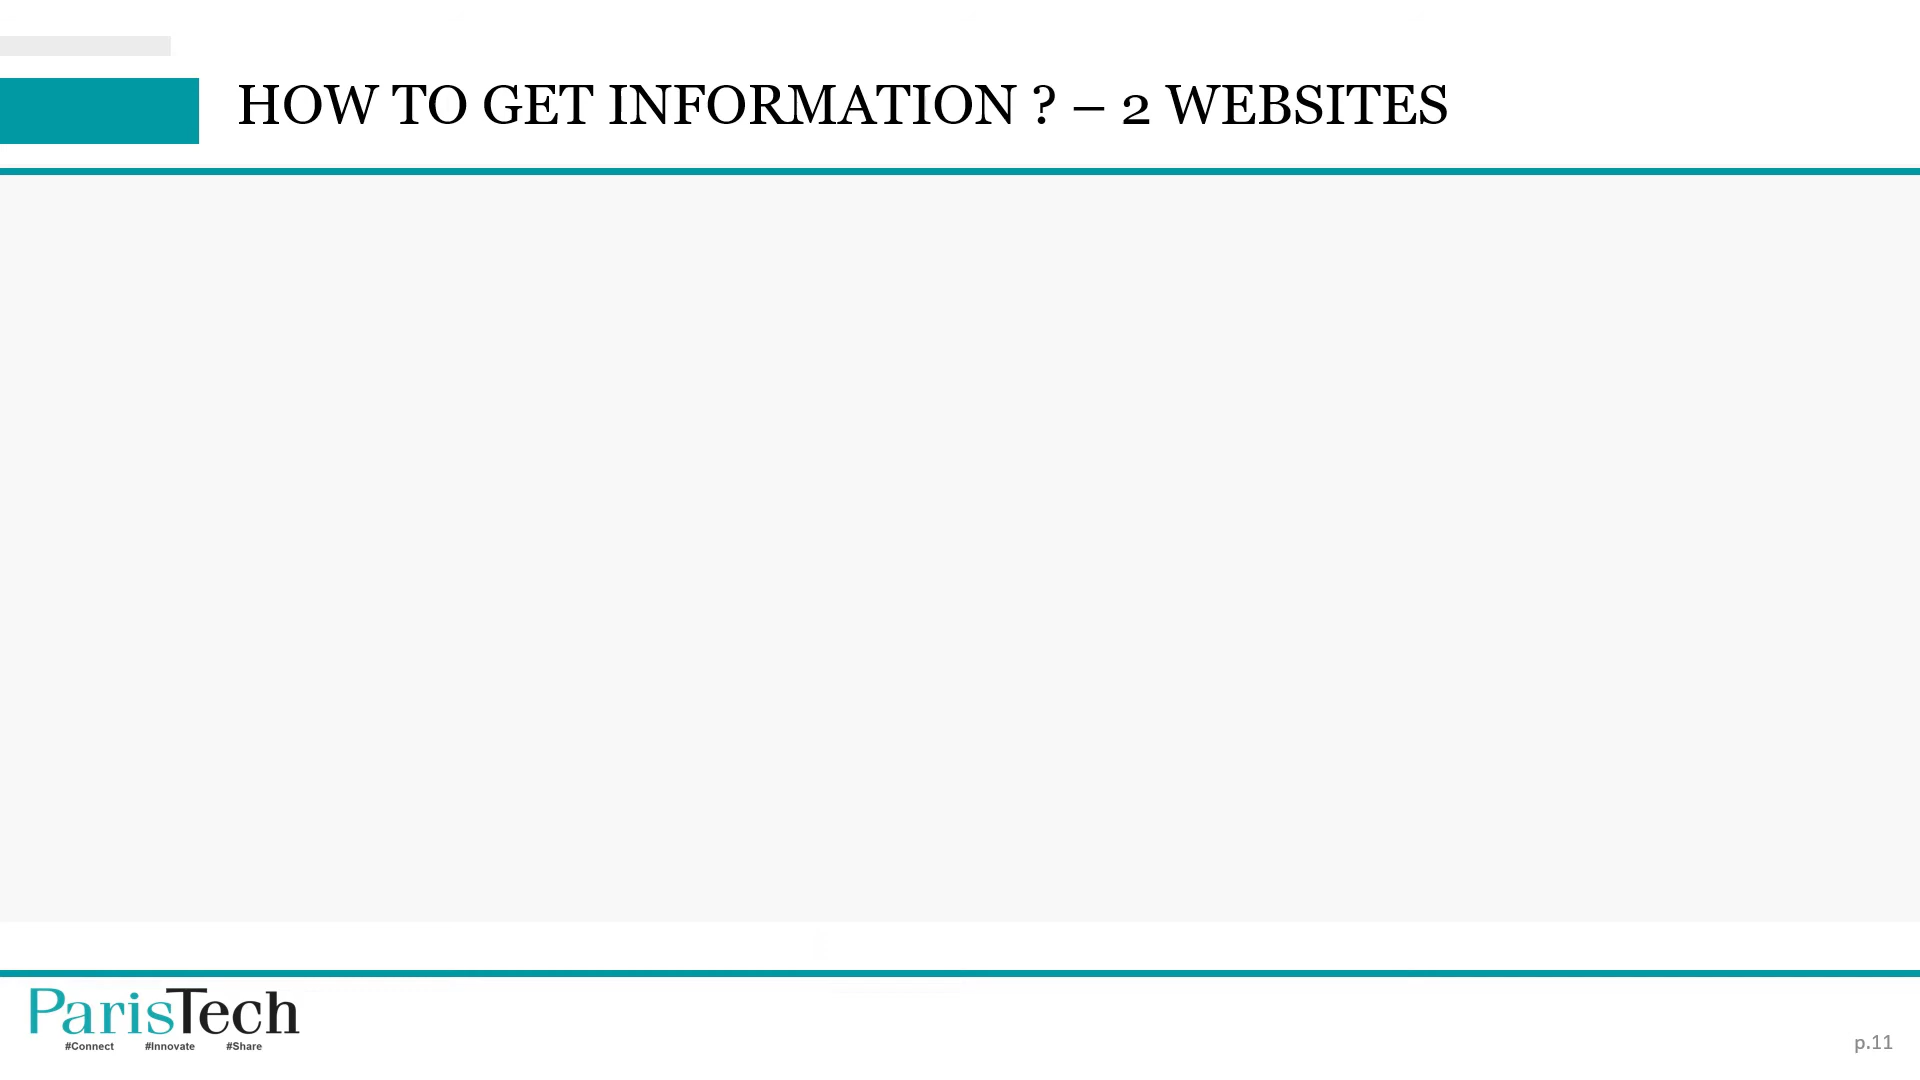 HOW TO GET INFORMATION ? – 2 WEBSITES
ParisTech
#Connect #Innovate #Share
p.11